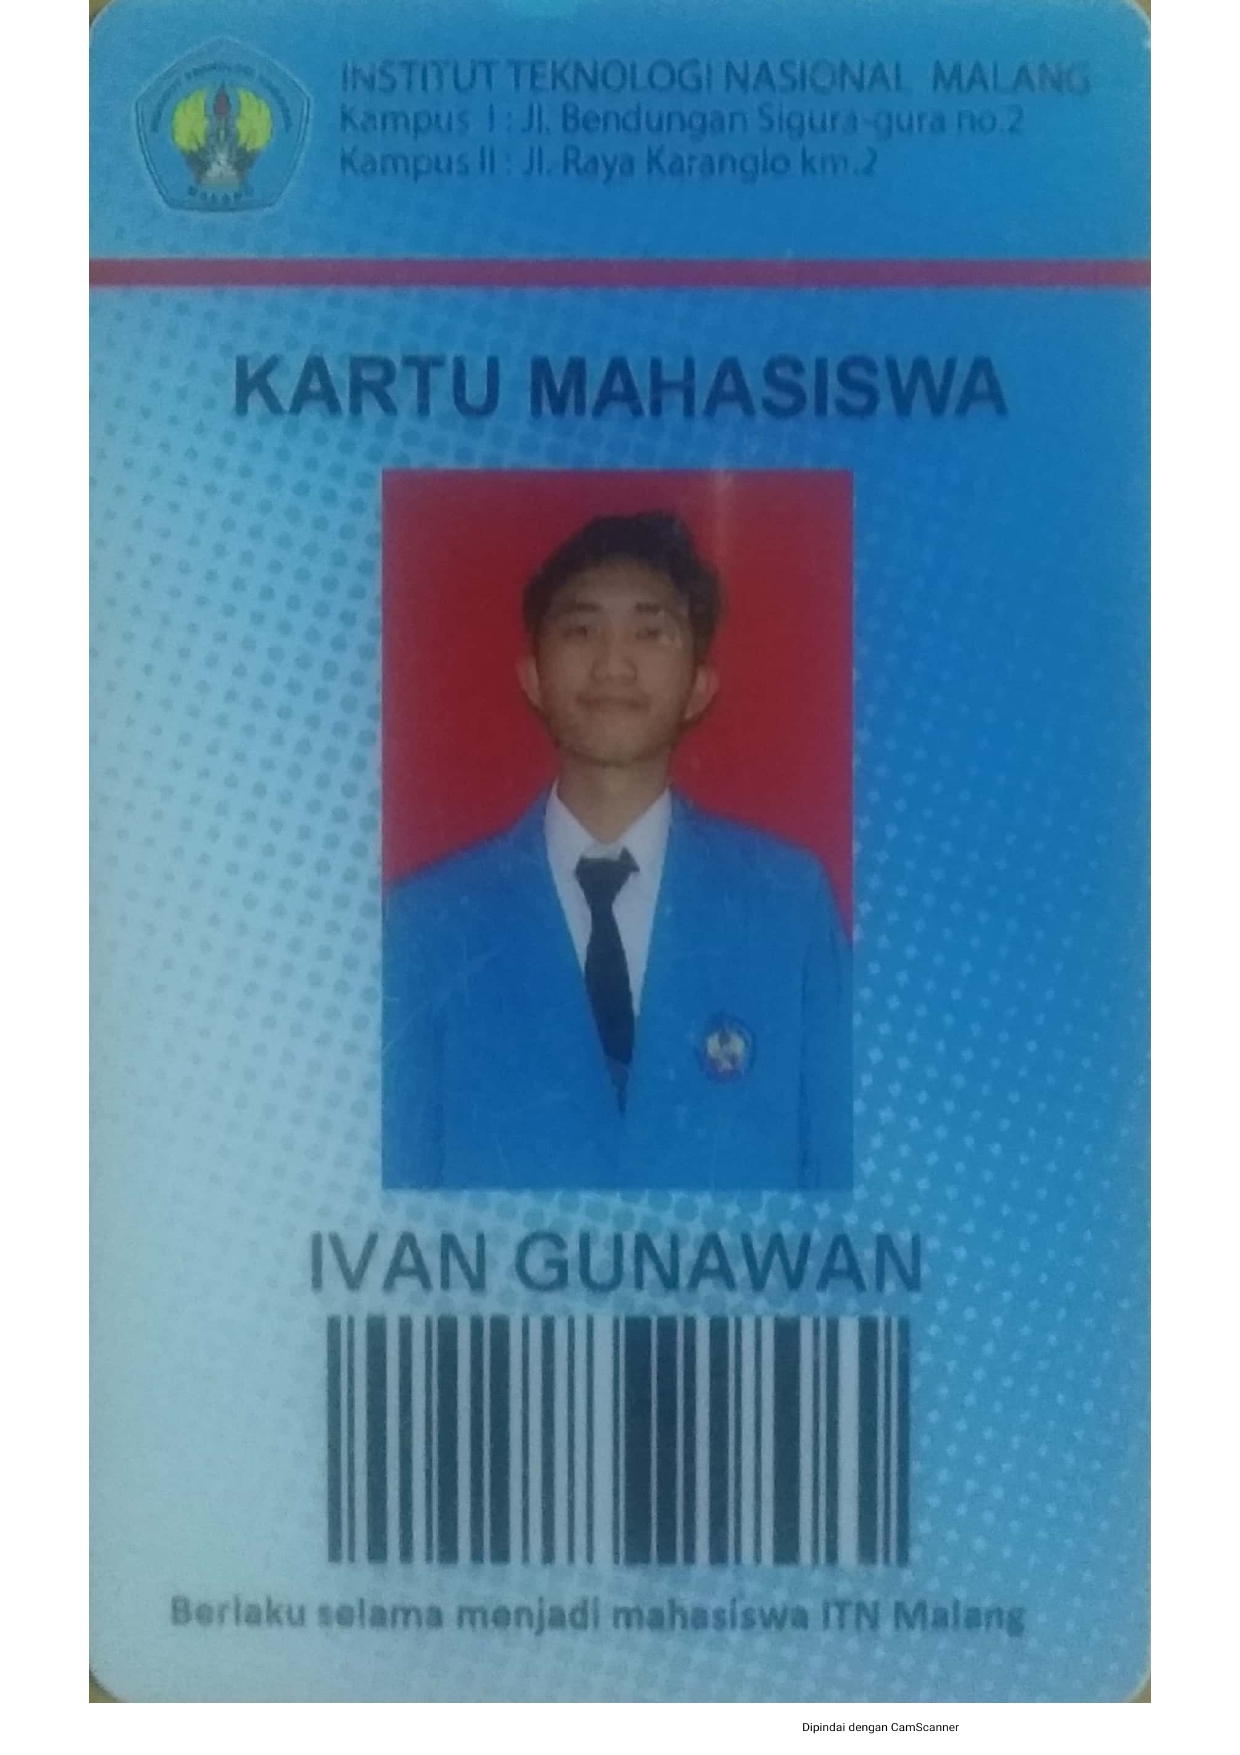 INSTITUT TEKNOLOGI NASIONAL MALANG
Kampus I : Jl. Bendungan Sigura-gura no.2
Kampus II : Jl. Raya Karanglo km.2
MALANG
KARTU MAHASISWA
IVAN GUNAWAN
Berlaku selama menjadi mahasiswa ITN Malang
Dipindai dengan CamScanner